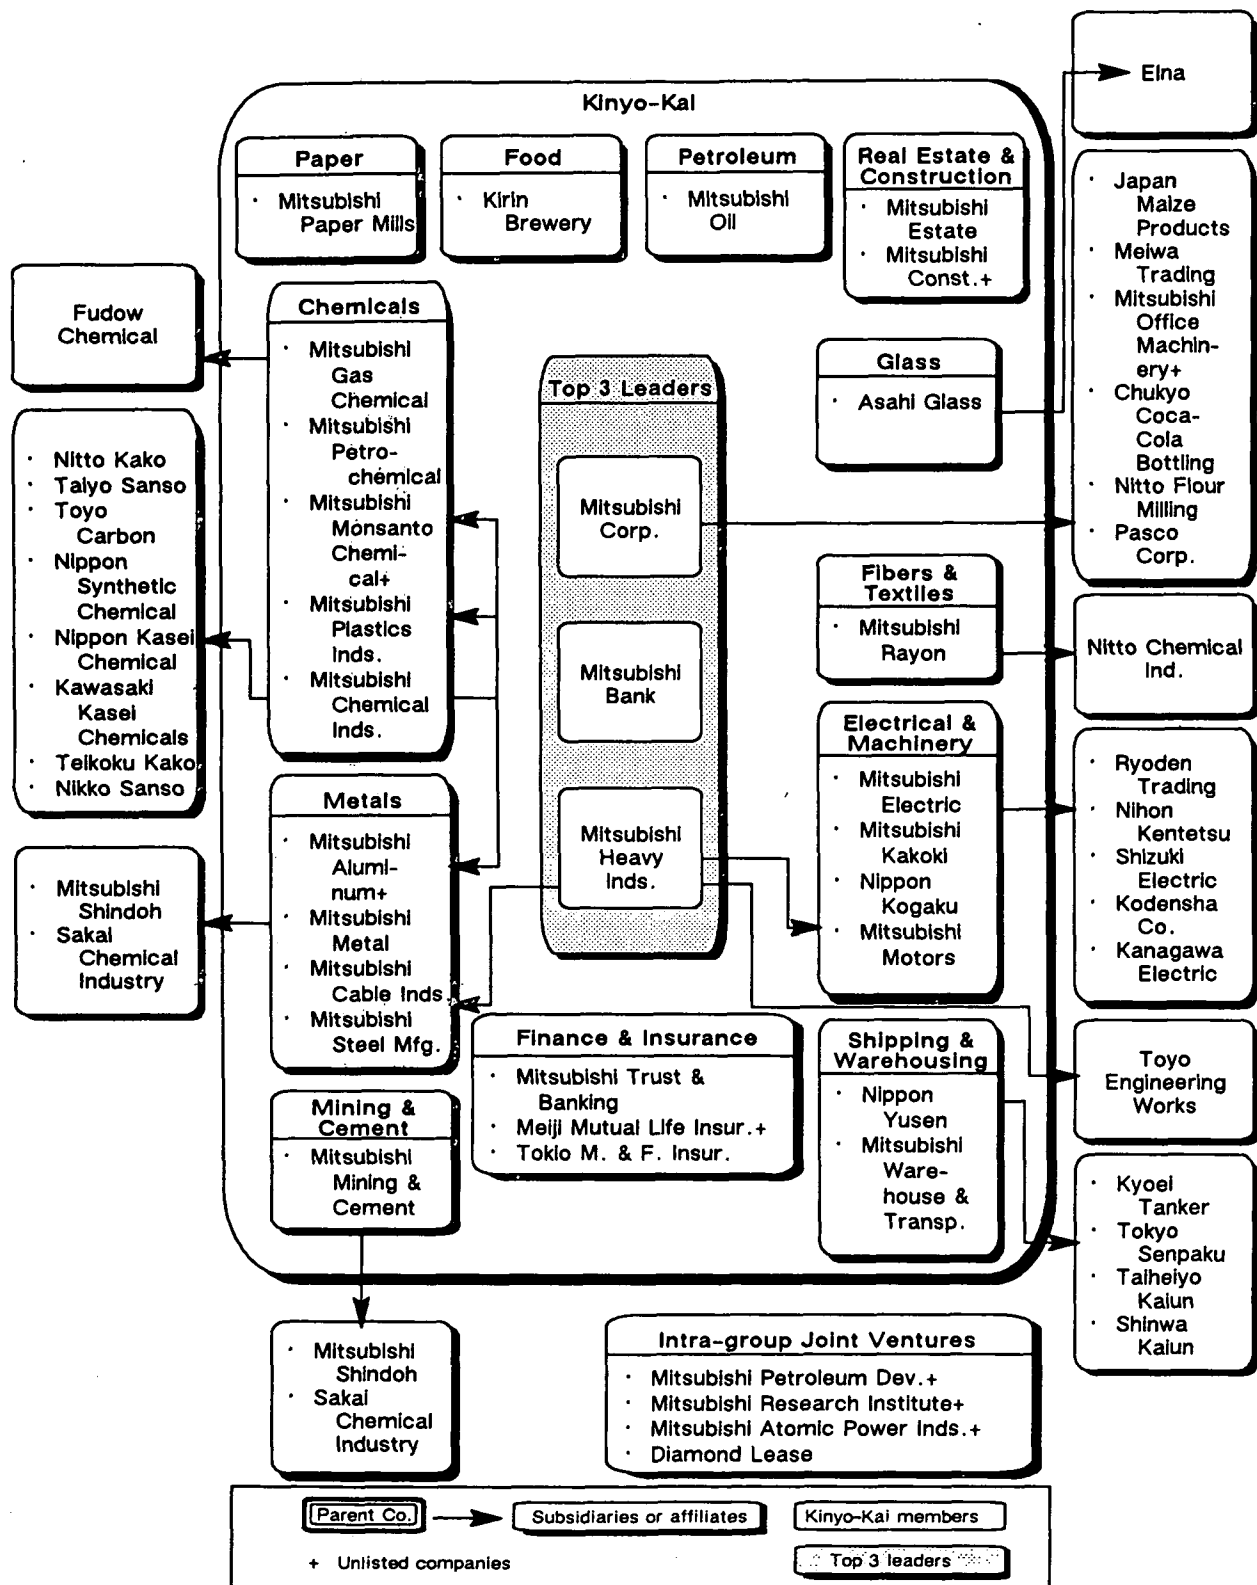 Elna
Kinyo-Kai
Paper
· Mitsubishi
Paper Mills
Food
· Kirin
Brewery
Petroleum
· Mitsubishi
Oil
Real Estate &
Construction
· Mitsubishi
Estate
· Mitsubishi
Const.+
· Japan
Maize
Products
· Meiwa
Trading
· Mitsubishi
Office
Machin-
ery+
· Chukyo
Coca-
Cola
Bottling
· Nitto Flour
Milling
· Pasco
Corp.
Fudow
Chemical
Chemicals
· Mitsubishi
Gas
Chemical
· Mitsubishi
Petro-
chemical
· Mitsubishi
Monsanto
Chemi-
cal+
· Mitsubishi
Plastics
Inds.
· Mitsubishi
Chemical
Inds.
Top 3 Leaders
Mitsubishi
Corp.
Mitsubishi
Bank
Mitsubishi
Heavy
Inds.
Glass
· Asahi Glass
· Nitto Kako
· Taiyo Sanso
· Toyo
Carbon
· Nippon
Synthetic
Chemical
· Nippon Kasei
Chemical
· Kawasaki
Kasei
Chemicals
· Teikoku Kako
· Nikko Sanso
Fibers &
Textiles
· Mitsubishi
Rayon
Nitto Chemical
Ind.
Electrical &
Machinery
· Mitsubishi
Electric
· Mitsubishi
Kakoki
· Nippon
Kogaku
· Mitsubishi
Motors
· Ryoden
Trading
· Nihon
Kentetsu
· Shizuki
Electric
· Kodensha
Co.
· Kanagawa
Electric
Metals
· Mitsubishi
Alumi-
num+
· Mitsubishi
Metal
· Mitsubishi
Cable Inds.
· Mitsubishi
Steel Mfg.
· Mitsubishi
Shindoh
· Sakai
Chemical
Industry
Finance & Insurance
· Mitsubishi Trust &
Banking
· Meiji Mutual Life Insur.+
· Tokio M. & F. Insur.
Shipping &
Warehousing
· Nippon
Yusen
· Mitsubishi
Ware-
house &
Transp.
Toyo
Engineering
Works
Mining &
Cement
· Mitsubishi
Mining &
Cement
· Kyoei
Tanker
· Tokyo
Senpaku
· Taiheiyo
Kaiun
· Shinwa
Kaiun
· Mitsubishi
Shindoh
· Sakai
Chemical
Industry
Intra-group Joint Ventures
· Mitsubishi Petroleum Dev.+
· Mitsubishi Research Institute+
· Mitsubishi Atomic Power Inds.+
· Diamond Lease
Parent Co.
Subsidiaries or affiliates
Kinyo-Kai members
+ Unlisted companies
Top 3 leaders